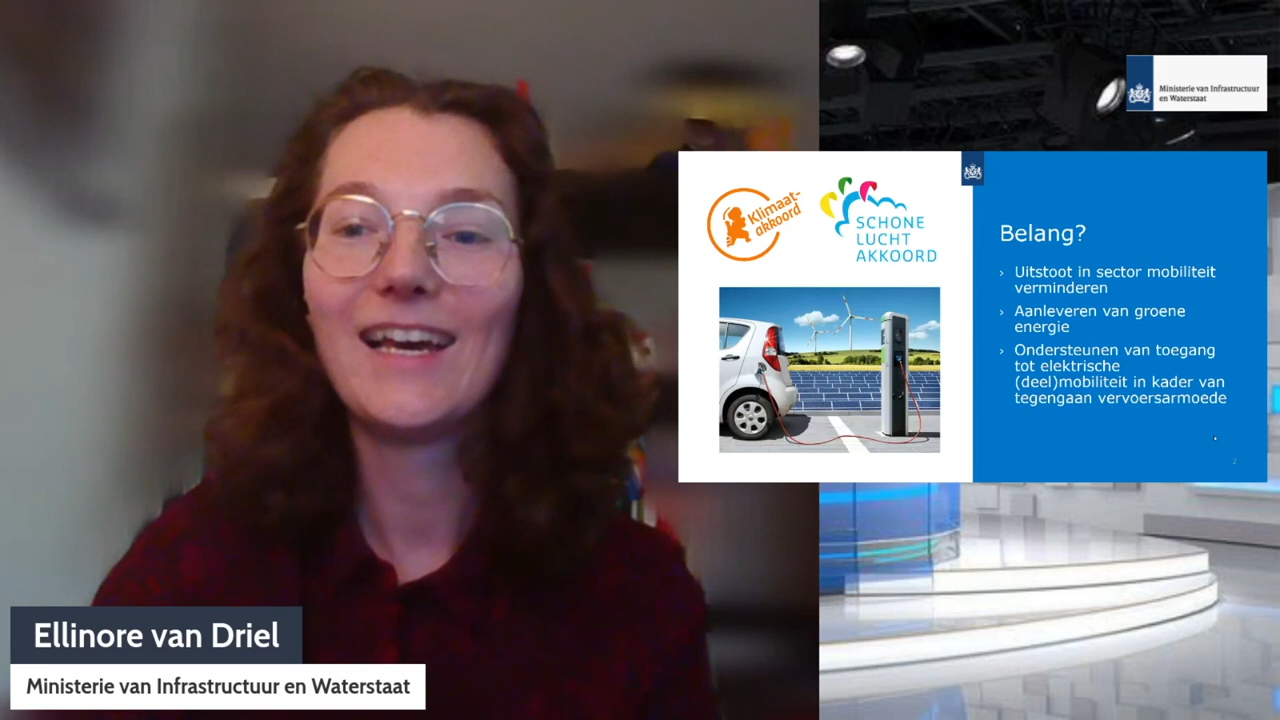 Ministerie van Infrastructuur
en Waterstaat
Klimaat-
akkoord
SCHONE
LUCHT
AKKOORD
Belang?
› Uitstoot in sector mobiliteit
verminderen
› Aanleveren van groene
energie
› Ondersteunen van toegang
tot elektrische
(deel)mobiliteit in kader van
tegengaan vervoersarmoede
2
Ellinore van Driel
Ministerie van Infrastructuur en Waterstaat